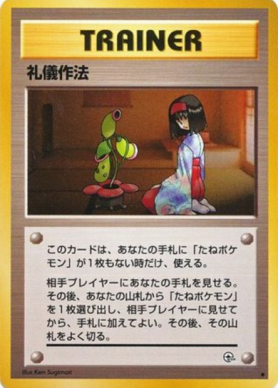 TRAINER
礼儀作法
このカードは、あなたの手札に「たねポケ
モン」が1枚もない時だけ、使える。
相手プレイヤーにあなたの手札を見せる。
その後、あなたの山札から「たねポケモン」
を1枚選び出し、相手プレイヤーに見せて
から、手札に加えてよい。その後、その山
札をよく切る。
Illus.Ken Sugimori